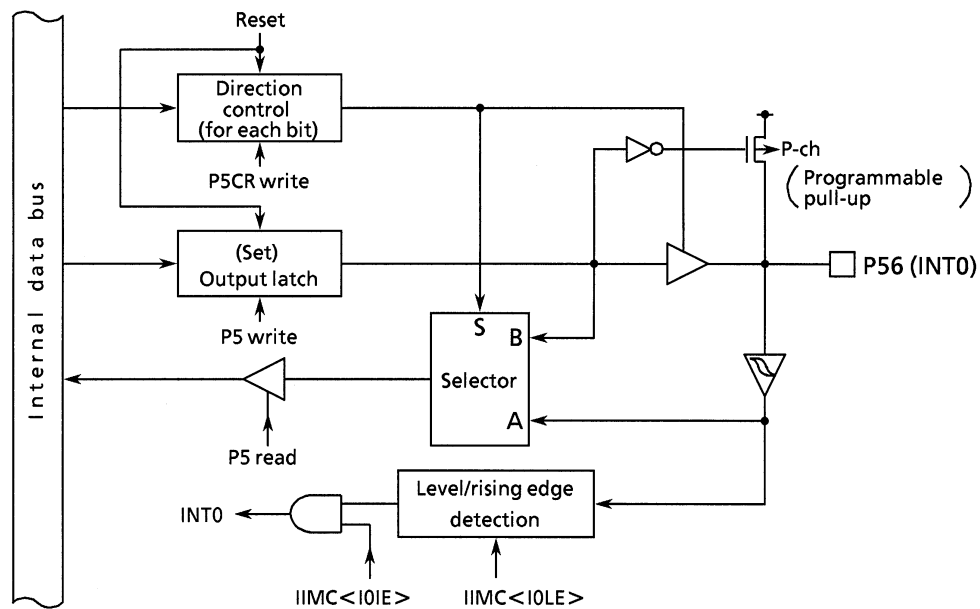 Reset
Direction
control
(for each bit)
P5CR write
P-ch
(Programmable
pull-up)
(Set)
Output latch
P56 (INT0)
P5 write
S
B
Selector
A
P5 read
Internal data bus
Level/rising edge
detection
INT0
IIMC<I0IE>
IIMC<I0LE>